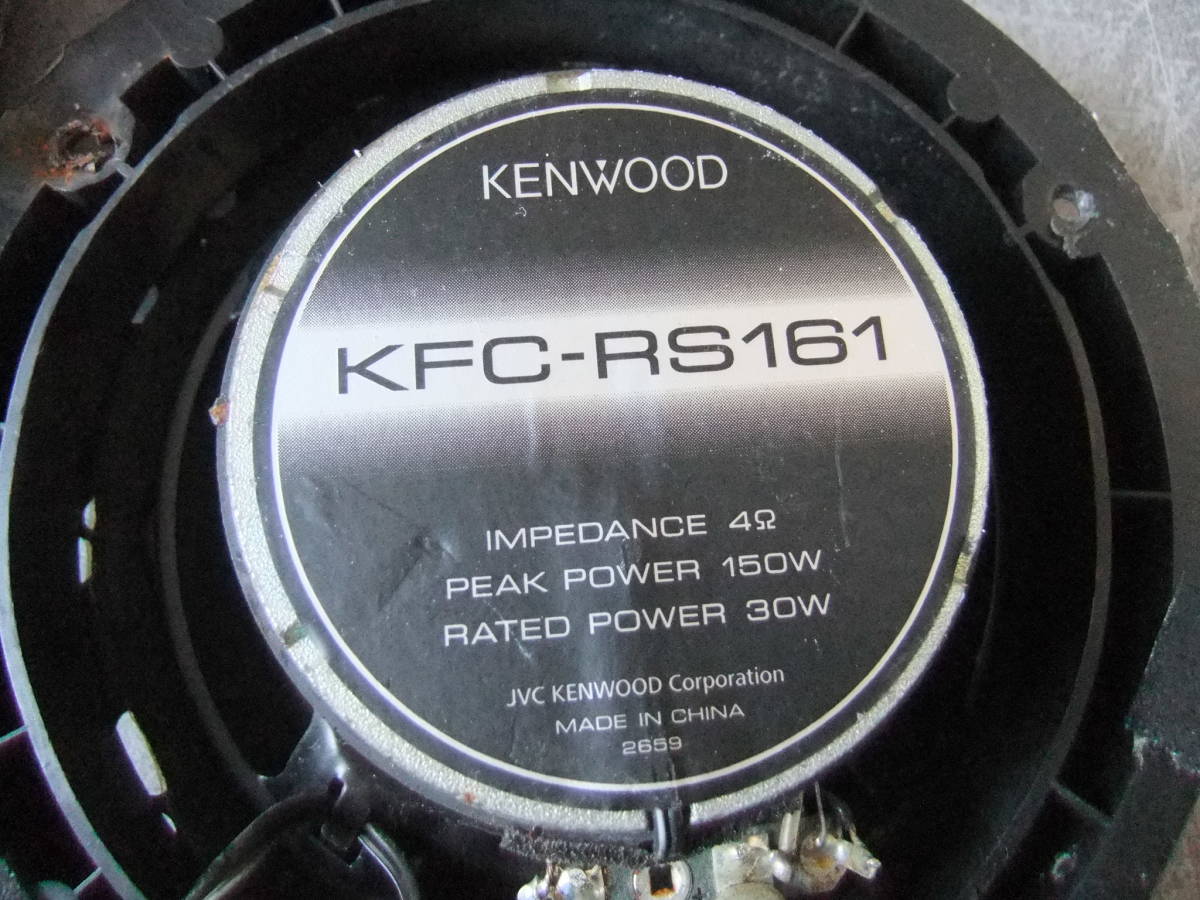 KENWOOD
KFC-RS161
IMPEDANCE 4Ω
PEAK POWER 150W
RATED POWER 30W
JVC KENWOOD Corporation
MADE IN CHINA
2659